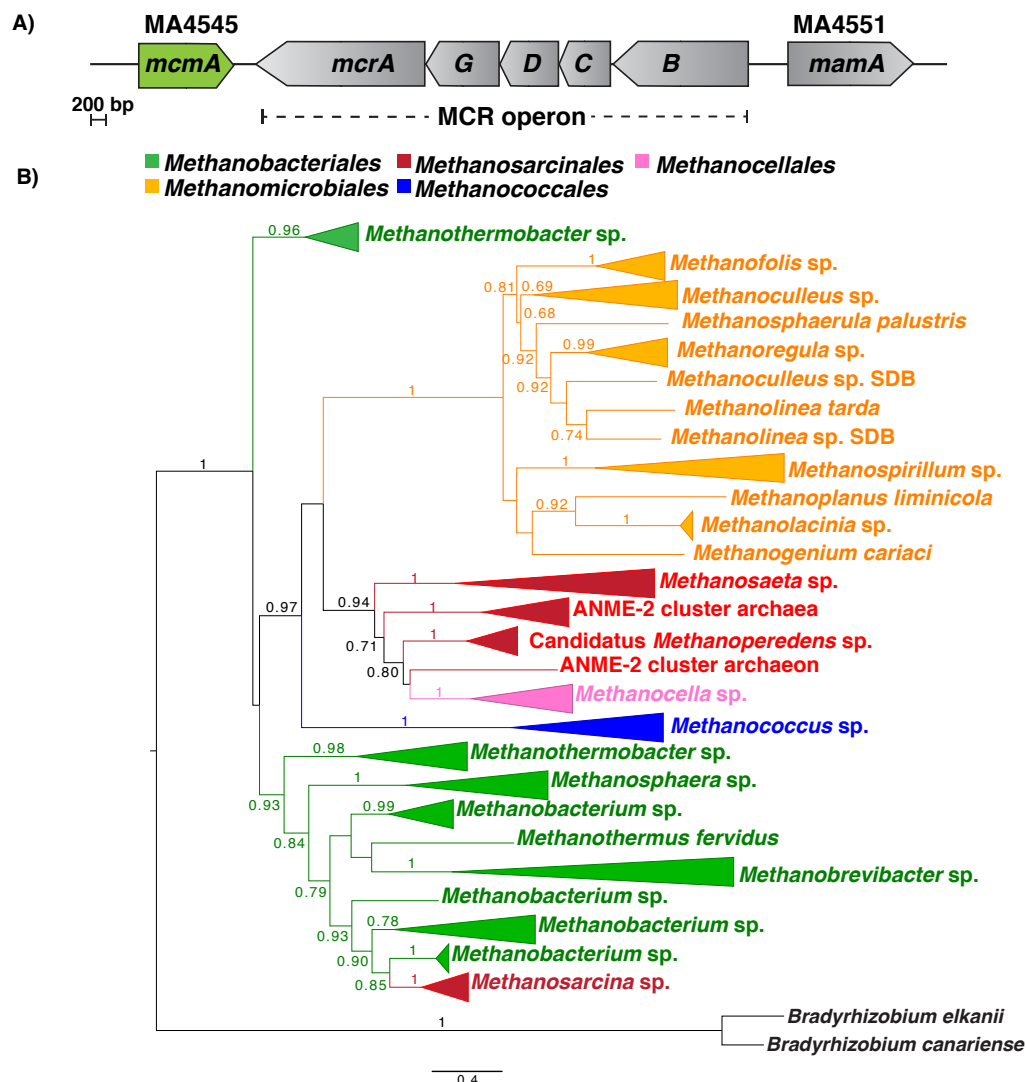 A)
MA4545
MA4551
mcmA
mcrA
G
D
C
B
mamA
200 bp
MCR operon
Methanobacteriales
Methanosarcinales
Methanocellales
Methanomicrobiales
Methanococcales
B)
0.96
Methanothermobacter sp.
1
Methanofolis sp.
0.81
0.69
Methanoculleus sp.
0.68
Methanosphaerula palustris
0.99
Methanoregula sp.
0.92
0.92
Methanoculleus sp. SDB
1
Methanolinea tarda
0.74
Methanolinea sp. SDB
1
1
Methanospirillum sp.
0.92
Methanoplanus liminicola
1
Methanolacinia sp.
Methanogenium cariaci
1
Methanosaeta sp.
0.94
0.97
1
ANME-2 cluster archaea
0.71
1
Candidatus Methanoperedens sp.
0.80
ANME-2 cluster archaeon
1
Methanocella sp.
1
Methanococcus sp.
0.98
Methanothermobacter sp.
1
Methanosphaera sp.
0.93
0.99
Methanobacterium sp.
0.84
Methanothermus fervidus
1
Methanobrevibacter sp.
0.79
Methanobacterium sp.
0.78
Methanobacterium sp.
0.93
1
Methanobacterium sp.
0.90
1
Methanosarcina sp.
0.85
1
Bradyrhizobium elkanii
Bradyrhizobium canariense
0.4